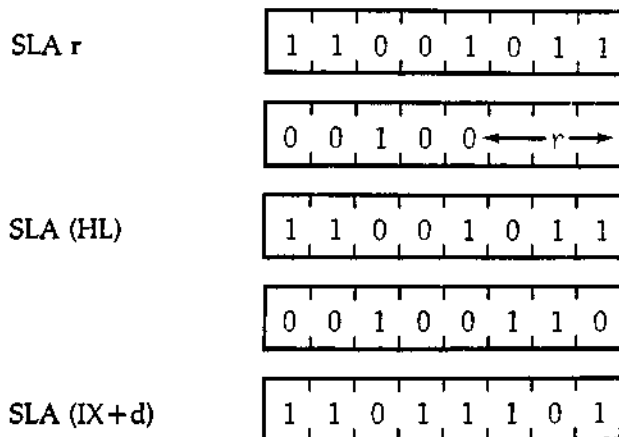 SLA r 1 1 0 0 1 0 1 1
0 0 1 0 0 r
SLA (HL) 1 1 0 0 1 0 1 1
0 0 1 0 0 1 1 0
SLA (IX+d) 1 1 0 1 1 1 0 1